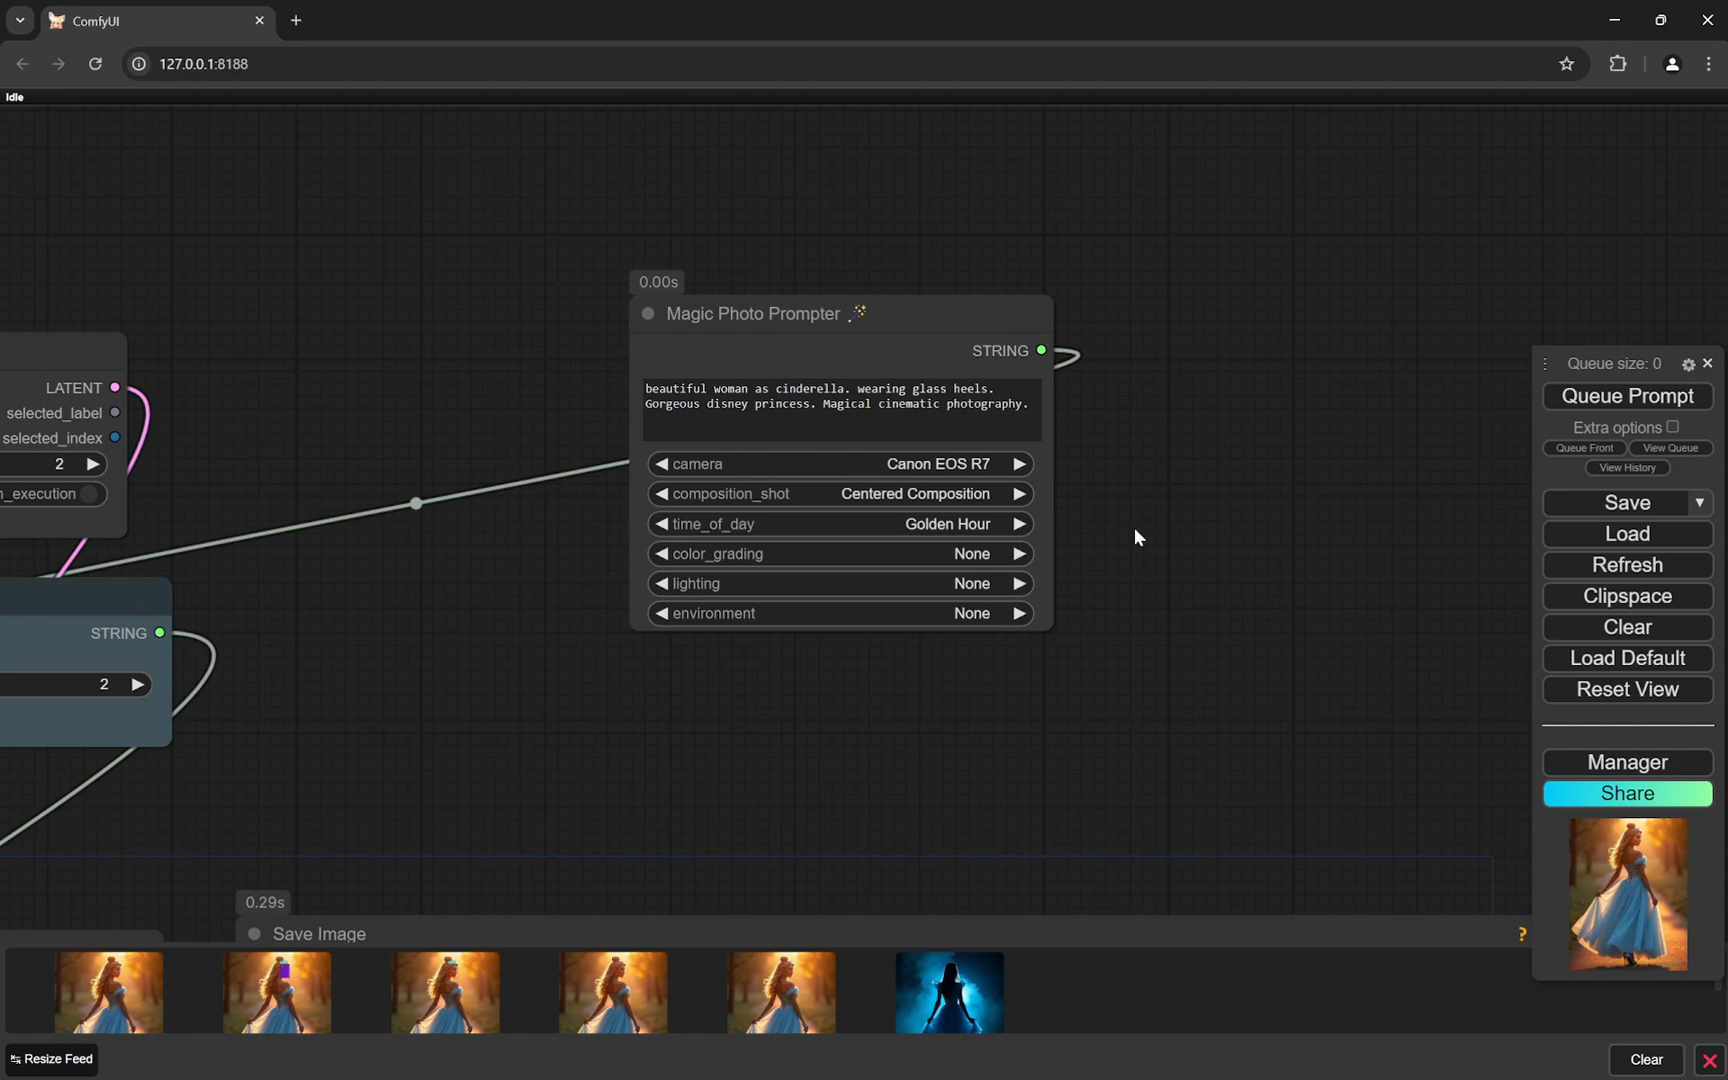 ComfyUI
127.0.0.1:8188
Idle
0.00s
Magic Photo Prompter
STRING
beautiful woman as cinderella. wearing glass heels.
Gorgeous disney princess. Magical cinematic photography.
camera Canon EOS R7
composition_shot Centered Composition
time_of_day Golden Hour
color_grading None
lighting None
environment None
LATENT
selected_label
selected_index
2
n_execution
STRING
2
0.29s
Save Image
?
Queue size: 0
Queue Prompt
Extra options
Queue Front View Queue
View History
Save
Load
Refresh
Clipspace
Clear
Load Default
Reset View
Manager
Share
Resize Feed
Clear